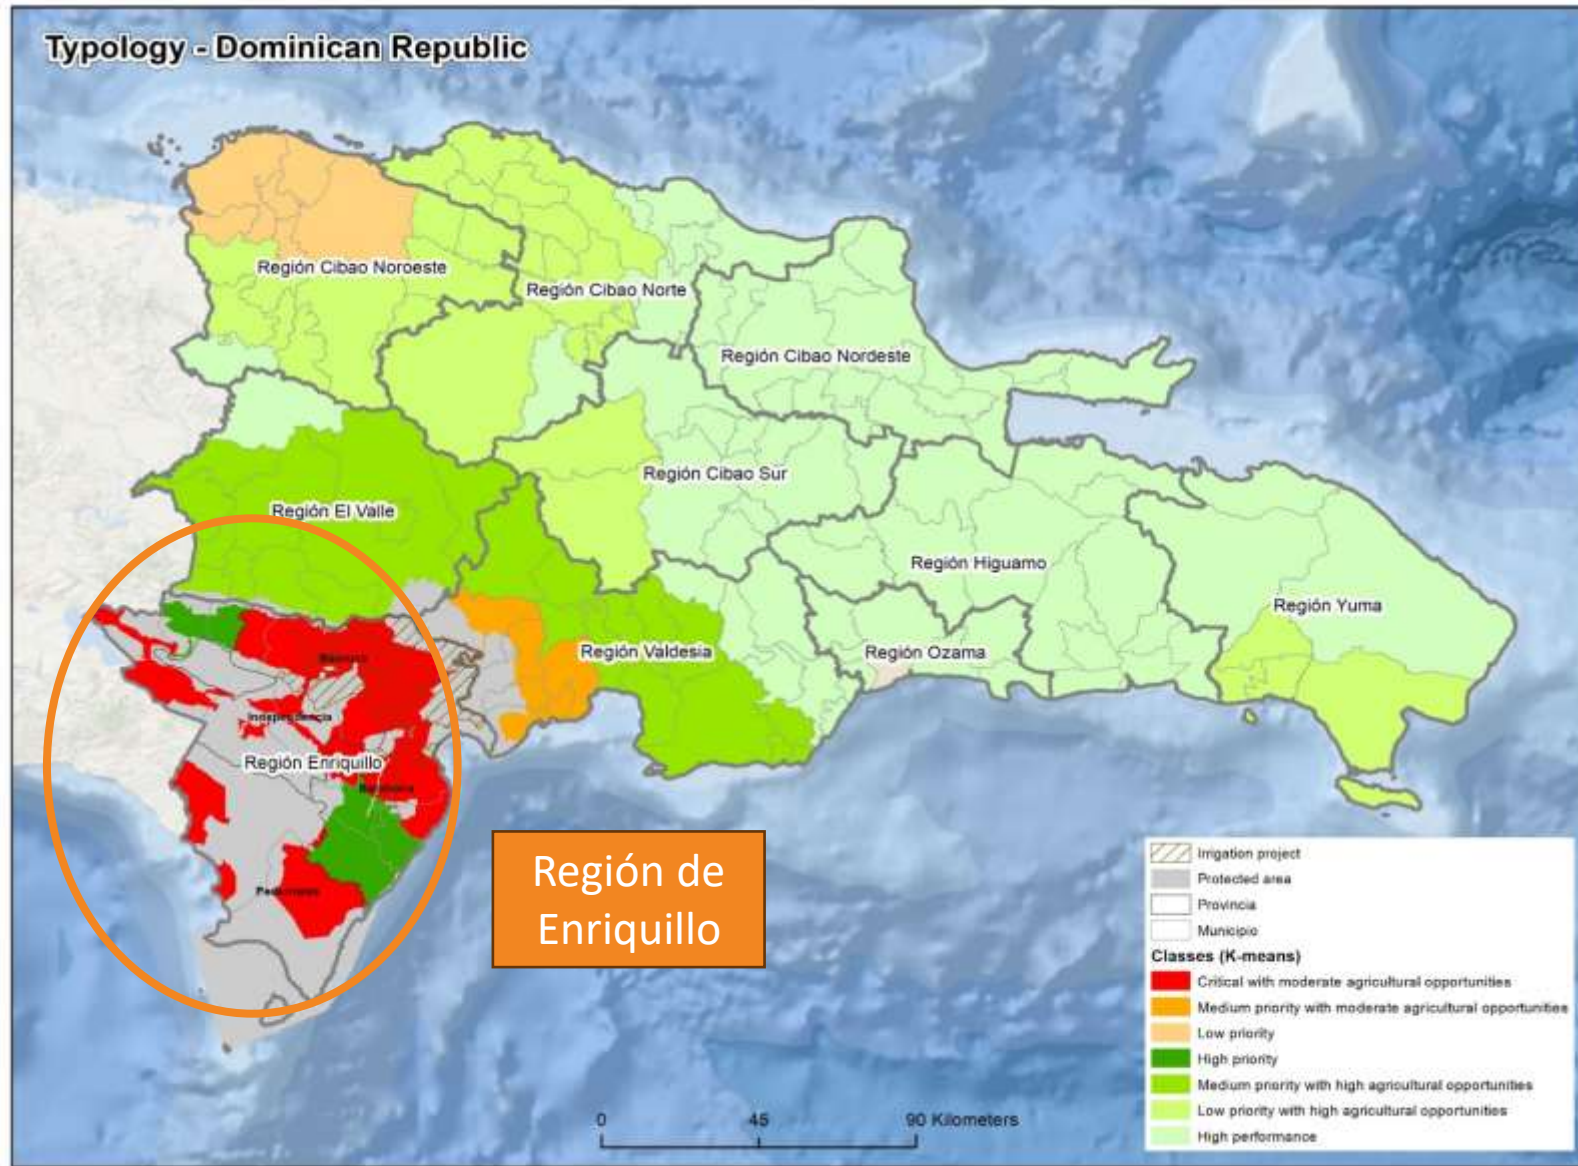 Typology - Dominican Republic
Región Cibao Noroeste
Región Cibao Norte
Región Cibao Nordeste
Región Cibao Sur
Región El Valle
Región Higuamo
Región Yuma
Región Valdesia
Región Ozama
Independencia
Región Enriquillo
Región de
Enriquillo
Irrigation project
Protected area
Provincia
Municipio
Classes (K-means)
Critical with moderate agricultural opportunities
Medium priority with moderate agricultural opportunities
Low priority
High priority
Medium priority with high agricultural opportunities
Low priority with high agricultural opportunities
High performance
0 45 90 Kilometers